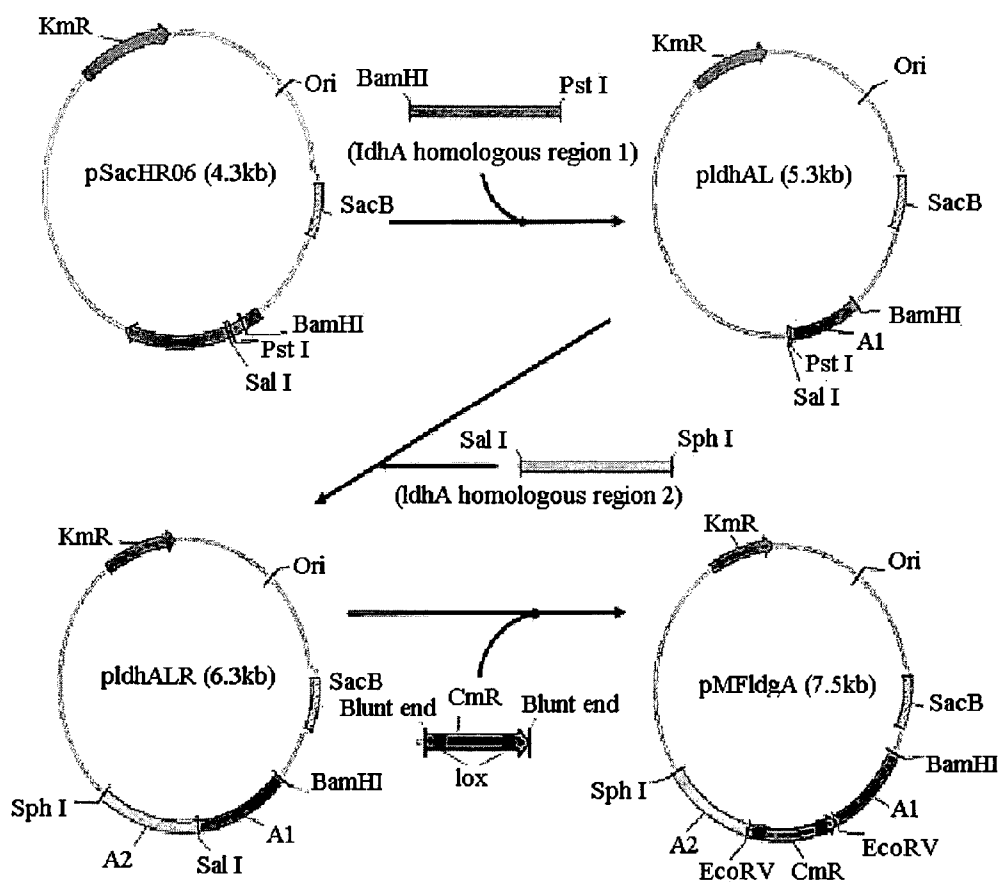 KmR
Ori
pSacHR06 (4.3kb)
SacB
BamHI
Pst I
Sal I
BamHI
Pst I
(IdhA homologous region 1)
KmR
Ori
pldhAL (5.3kb)
SacB
BamHI
A1
Pst I
Sal I
Sal I
Sph I
(ldhA homologous region 2)
KmR
Ori
pldhALR (6.3kb)
SacB
BamHI
A1
Sal I
A2
Sph I
Blunt end
CmR
Blunt end
lox
KmR
Ori
pMFldgA (7.5kb)
SacB
BamHI
A1
EcoRV
CmR
EcoRV
A2
Sph I